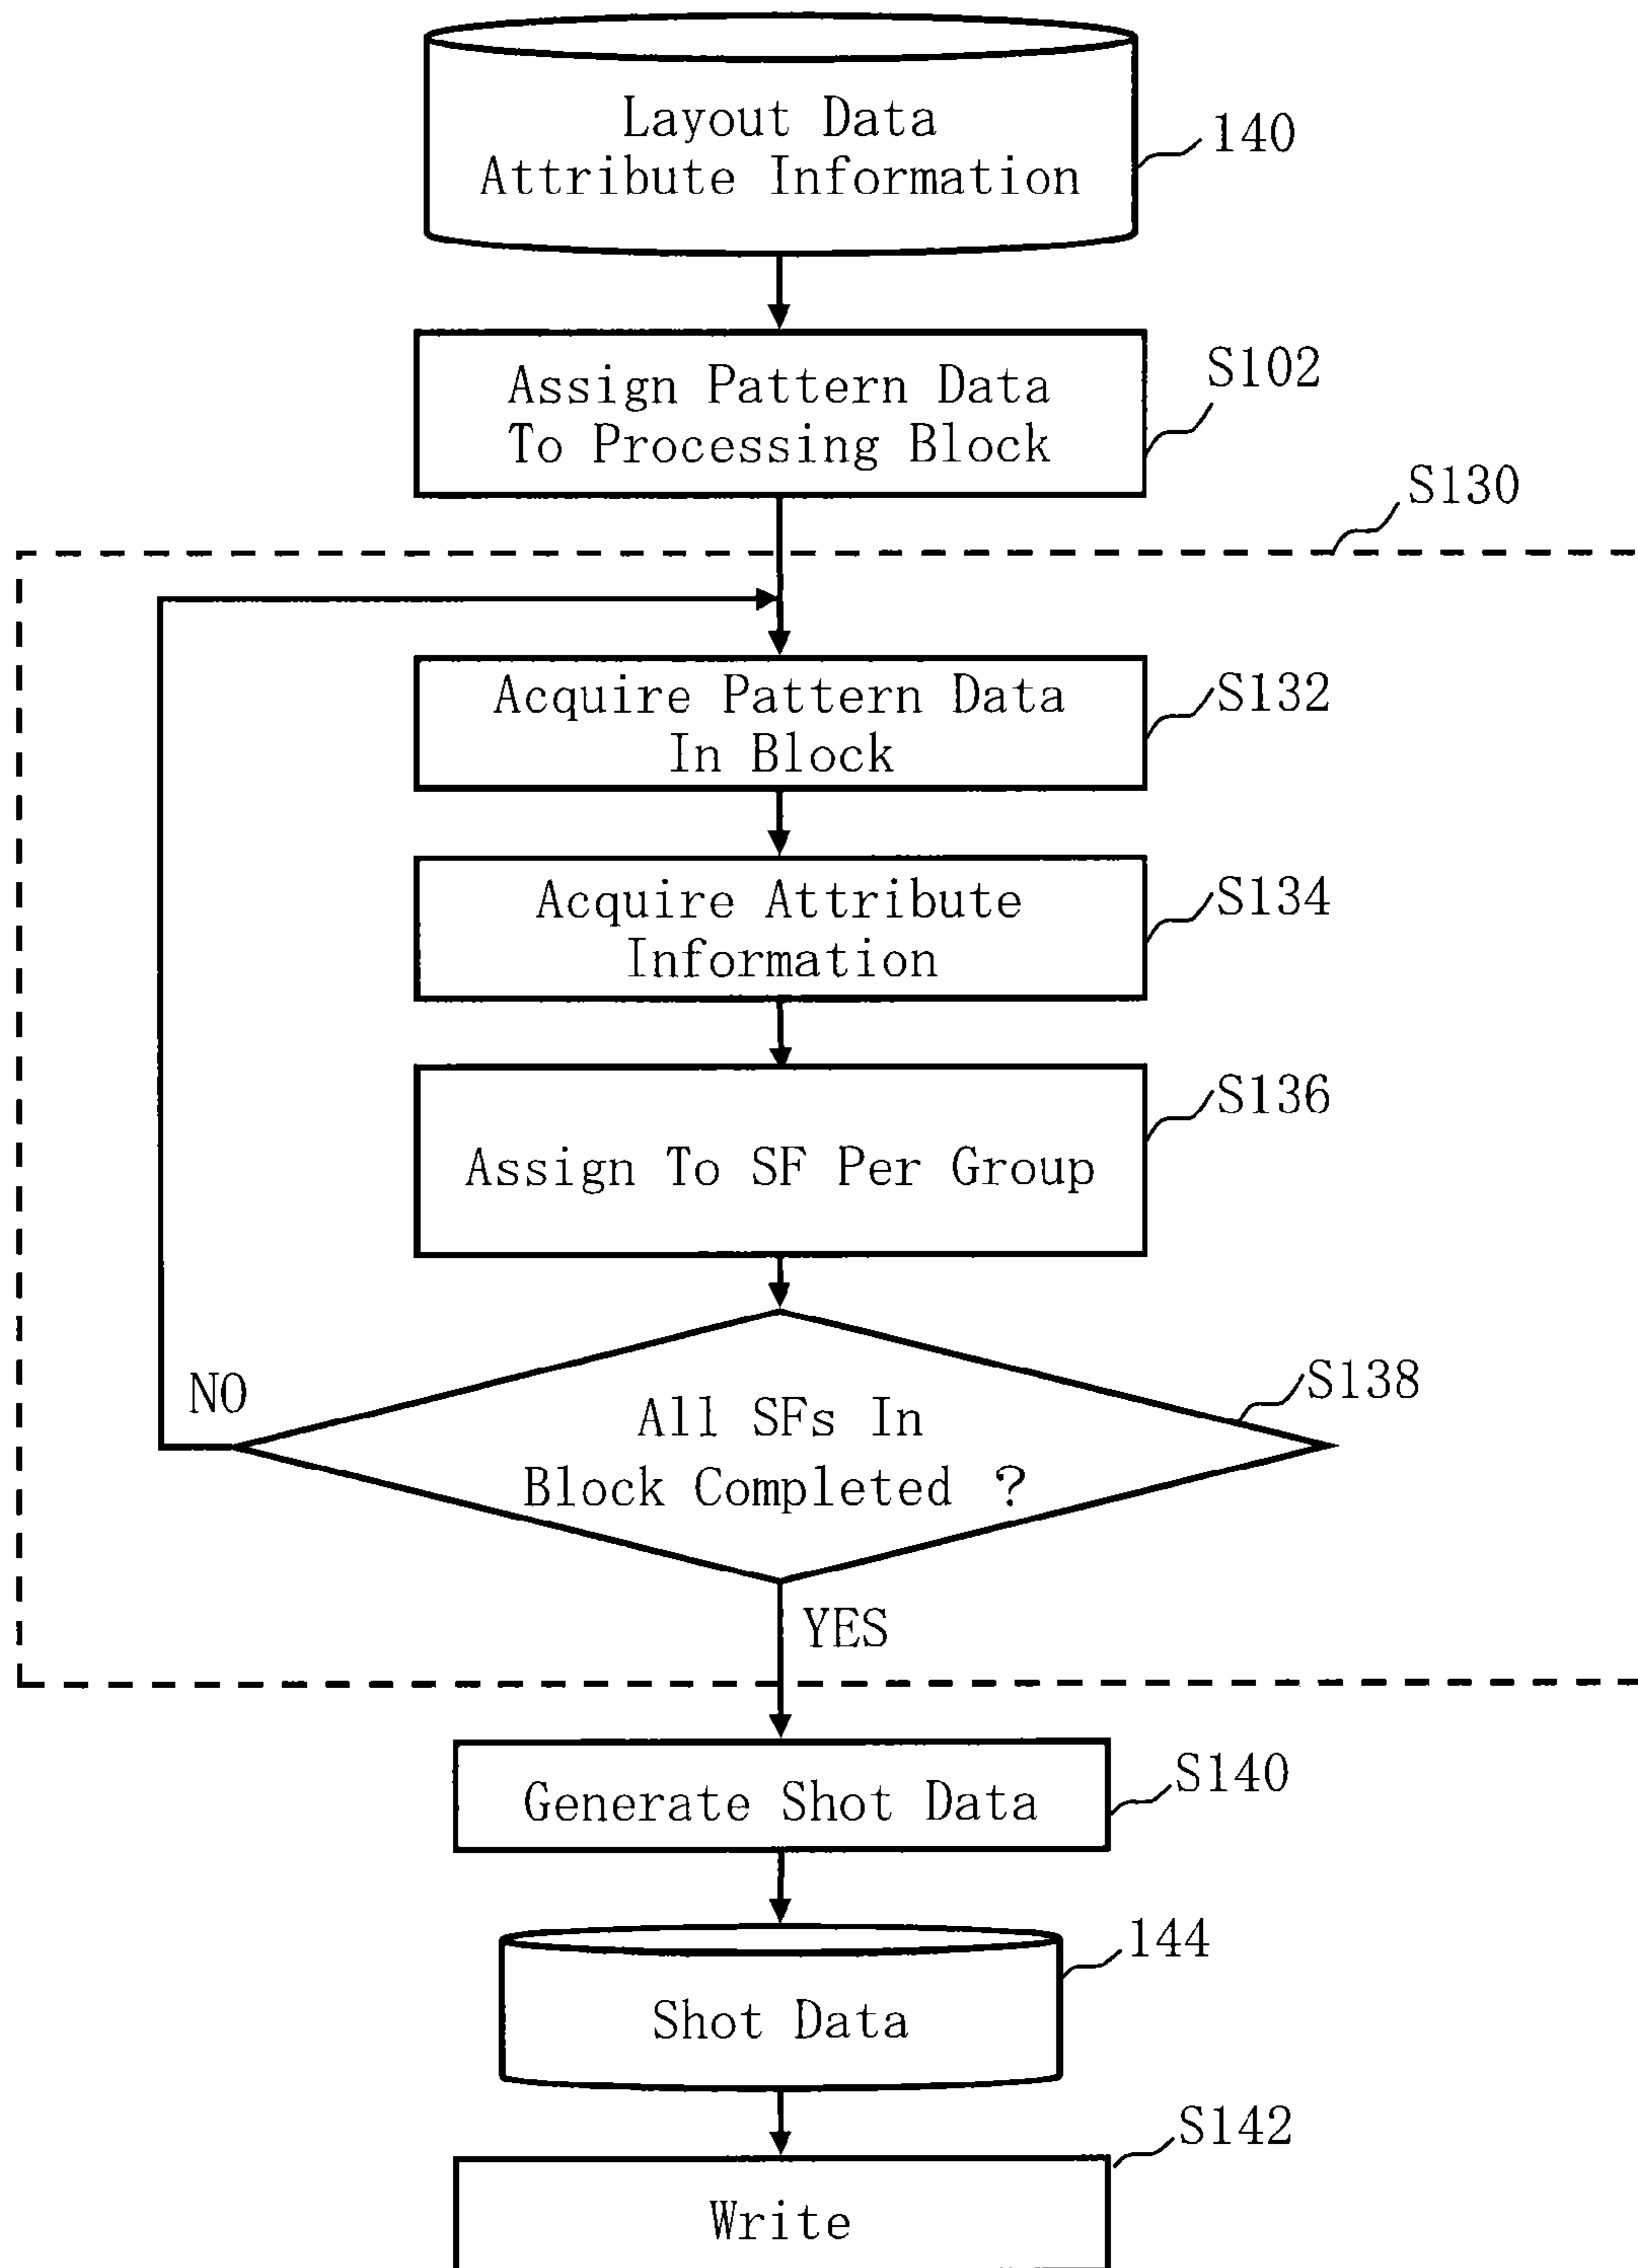 Layout Data
Attribute Information
140
Assign Pattern Data
To Processing Block
S102
S130
Acquire Pattern Data
In Block
S132
Acquire Attribute
Information
S134
Assign To SF Per Group
S136
All SFs In
Block Completed ?
S138
NO
YES
Generate Shot Data
S140
Shot Data
144
Write
S142